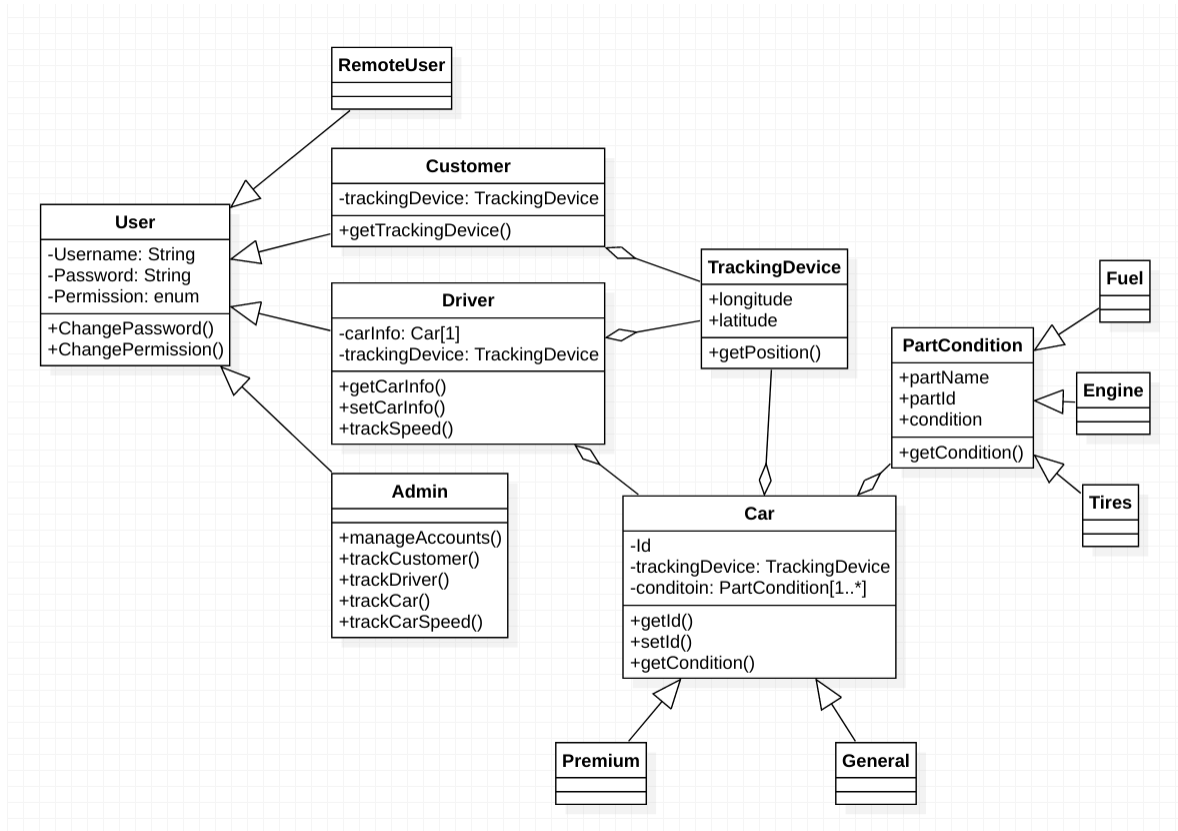 RemoteUser
Customer
-trackingDevice: TrackingDevice
+getTrackingDevice()
User
-Username: String
-Password: String
-Permission: enum
+ChangePassword()
+ChangePermission()
Driver
-carInfo: Car[1]
-trackingDevice: TrackingDevice
+getCarInfo()
+setCarInfo()
+trackSpeed()
TrackingDevice
+longitude
+latitude
+getPosition()
Fuel
PartCondition
+partName
+partId
+condition
+getCondition()
Engine
Tires
Admin
+manageAccounts()
+trackCustomer()
+trackDriver()
+trackCar()
+trackCarSpeed()
Car
-Id
-trackingDevice: TrackingDevice
-conditoin: PartCondition[1..*]
+getId()
+setId()
+getCondition()
Premium
General